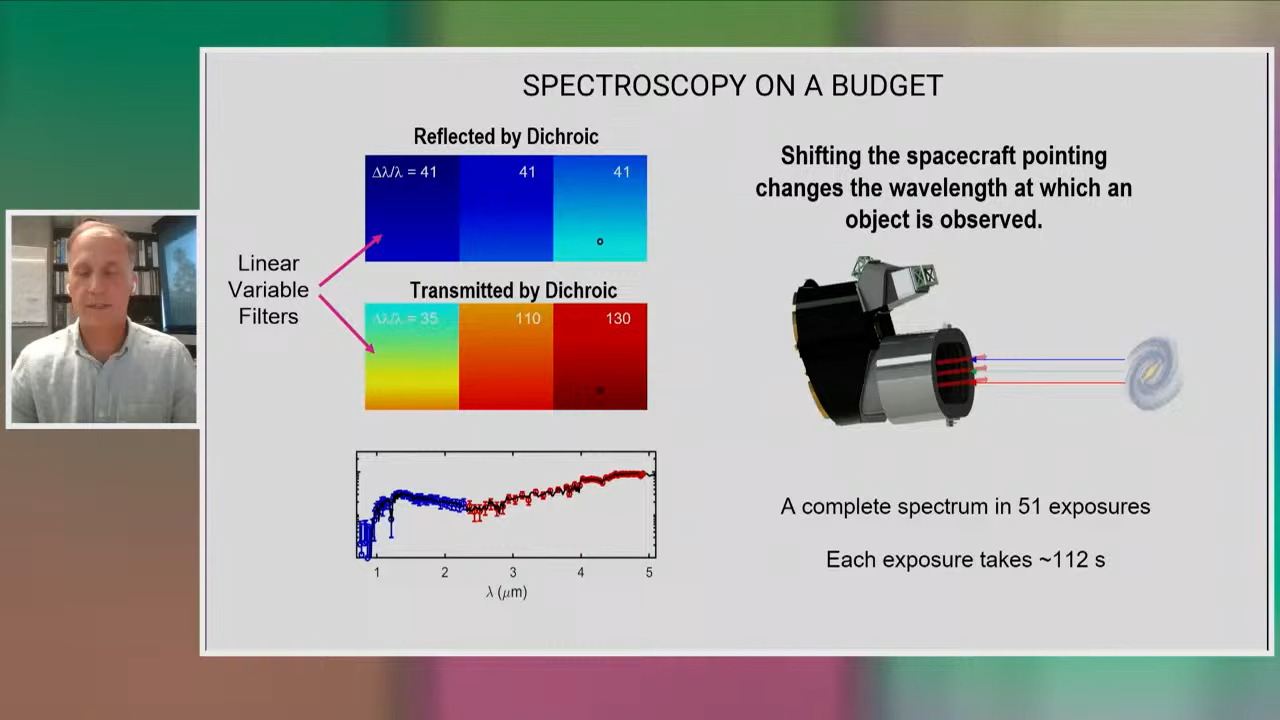 SPECTROSCOPY ON A BUDGET
Reflected by Dichroic
Δλ/λ = 41
41
41
Linear
Variable
Filters
Transmitted by Dichroic
Δλ/λ = 35
110
130
1
2
3
4
5
λ (μm)
Shifting the spacecraft pointing
changes the wavelength at which an
object is observed.
A complete spectrum in 51 exposures
Each exposure takes ~112 s